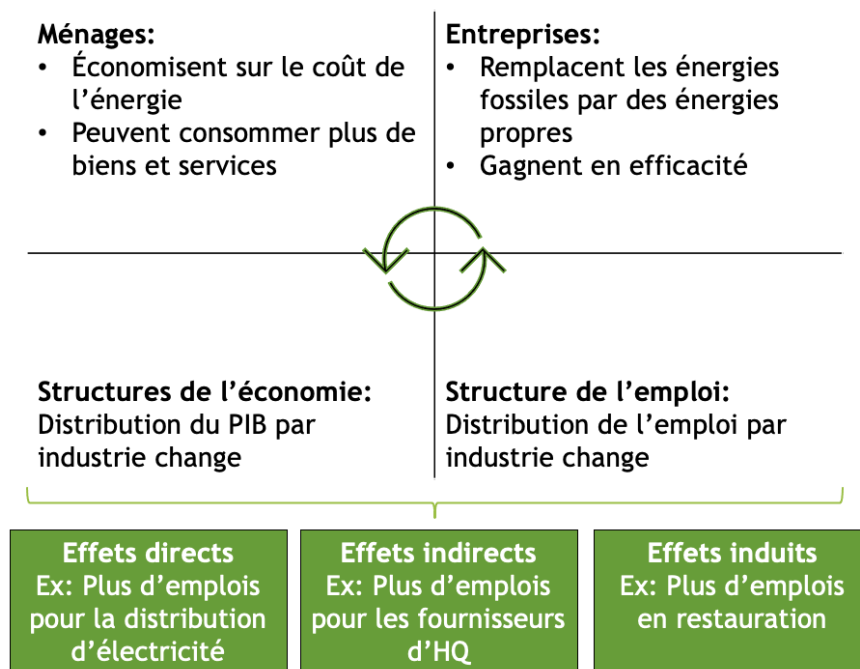 Ménages:
• Économisent sur le coût de
l’énergie
• Peuvent consommer plus de
biens et services
Entreprises:
• Remplacent les énergies
fossiles par des énergies
propres
• Gagnent en efficacité
Structures de l’économie:
Distribution du PIB par
industrie change
Structure de l’emploi:
Distribution de l’emploi par
industrie change
Effets directs
Ex: Plus d’emplois
pour la distribution
d’électricité
Effets indirects
Ex: Plus d’emplois
pour les fournisseurs
d’HQ
Effets induits
Ex: Plus d’emplois
en restauration